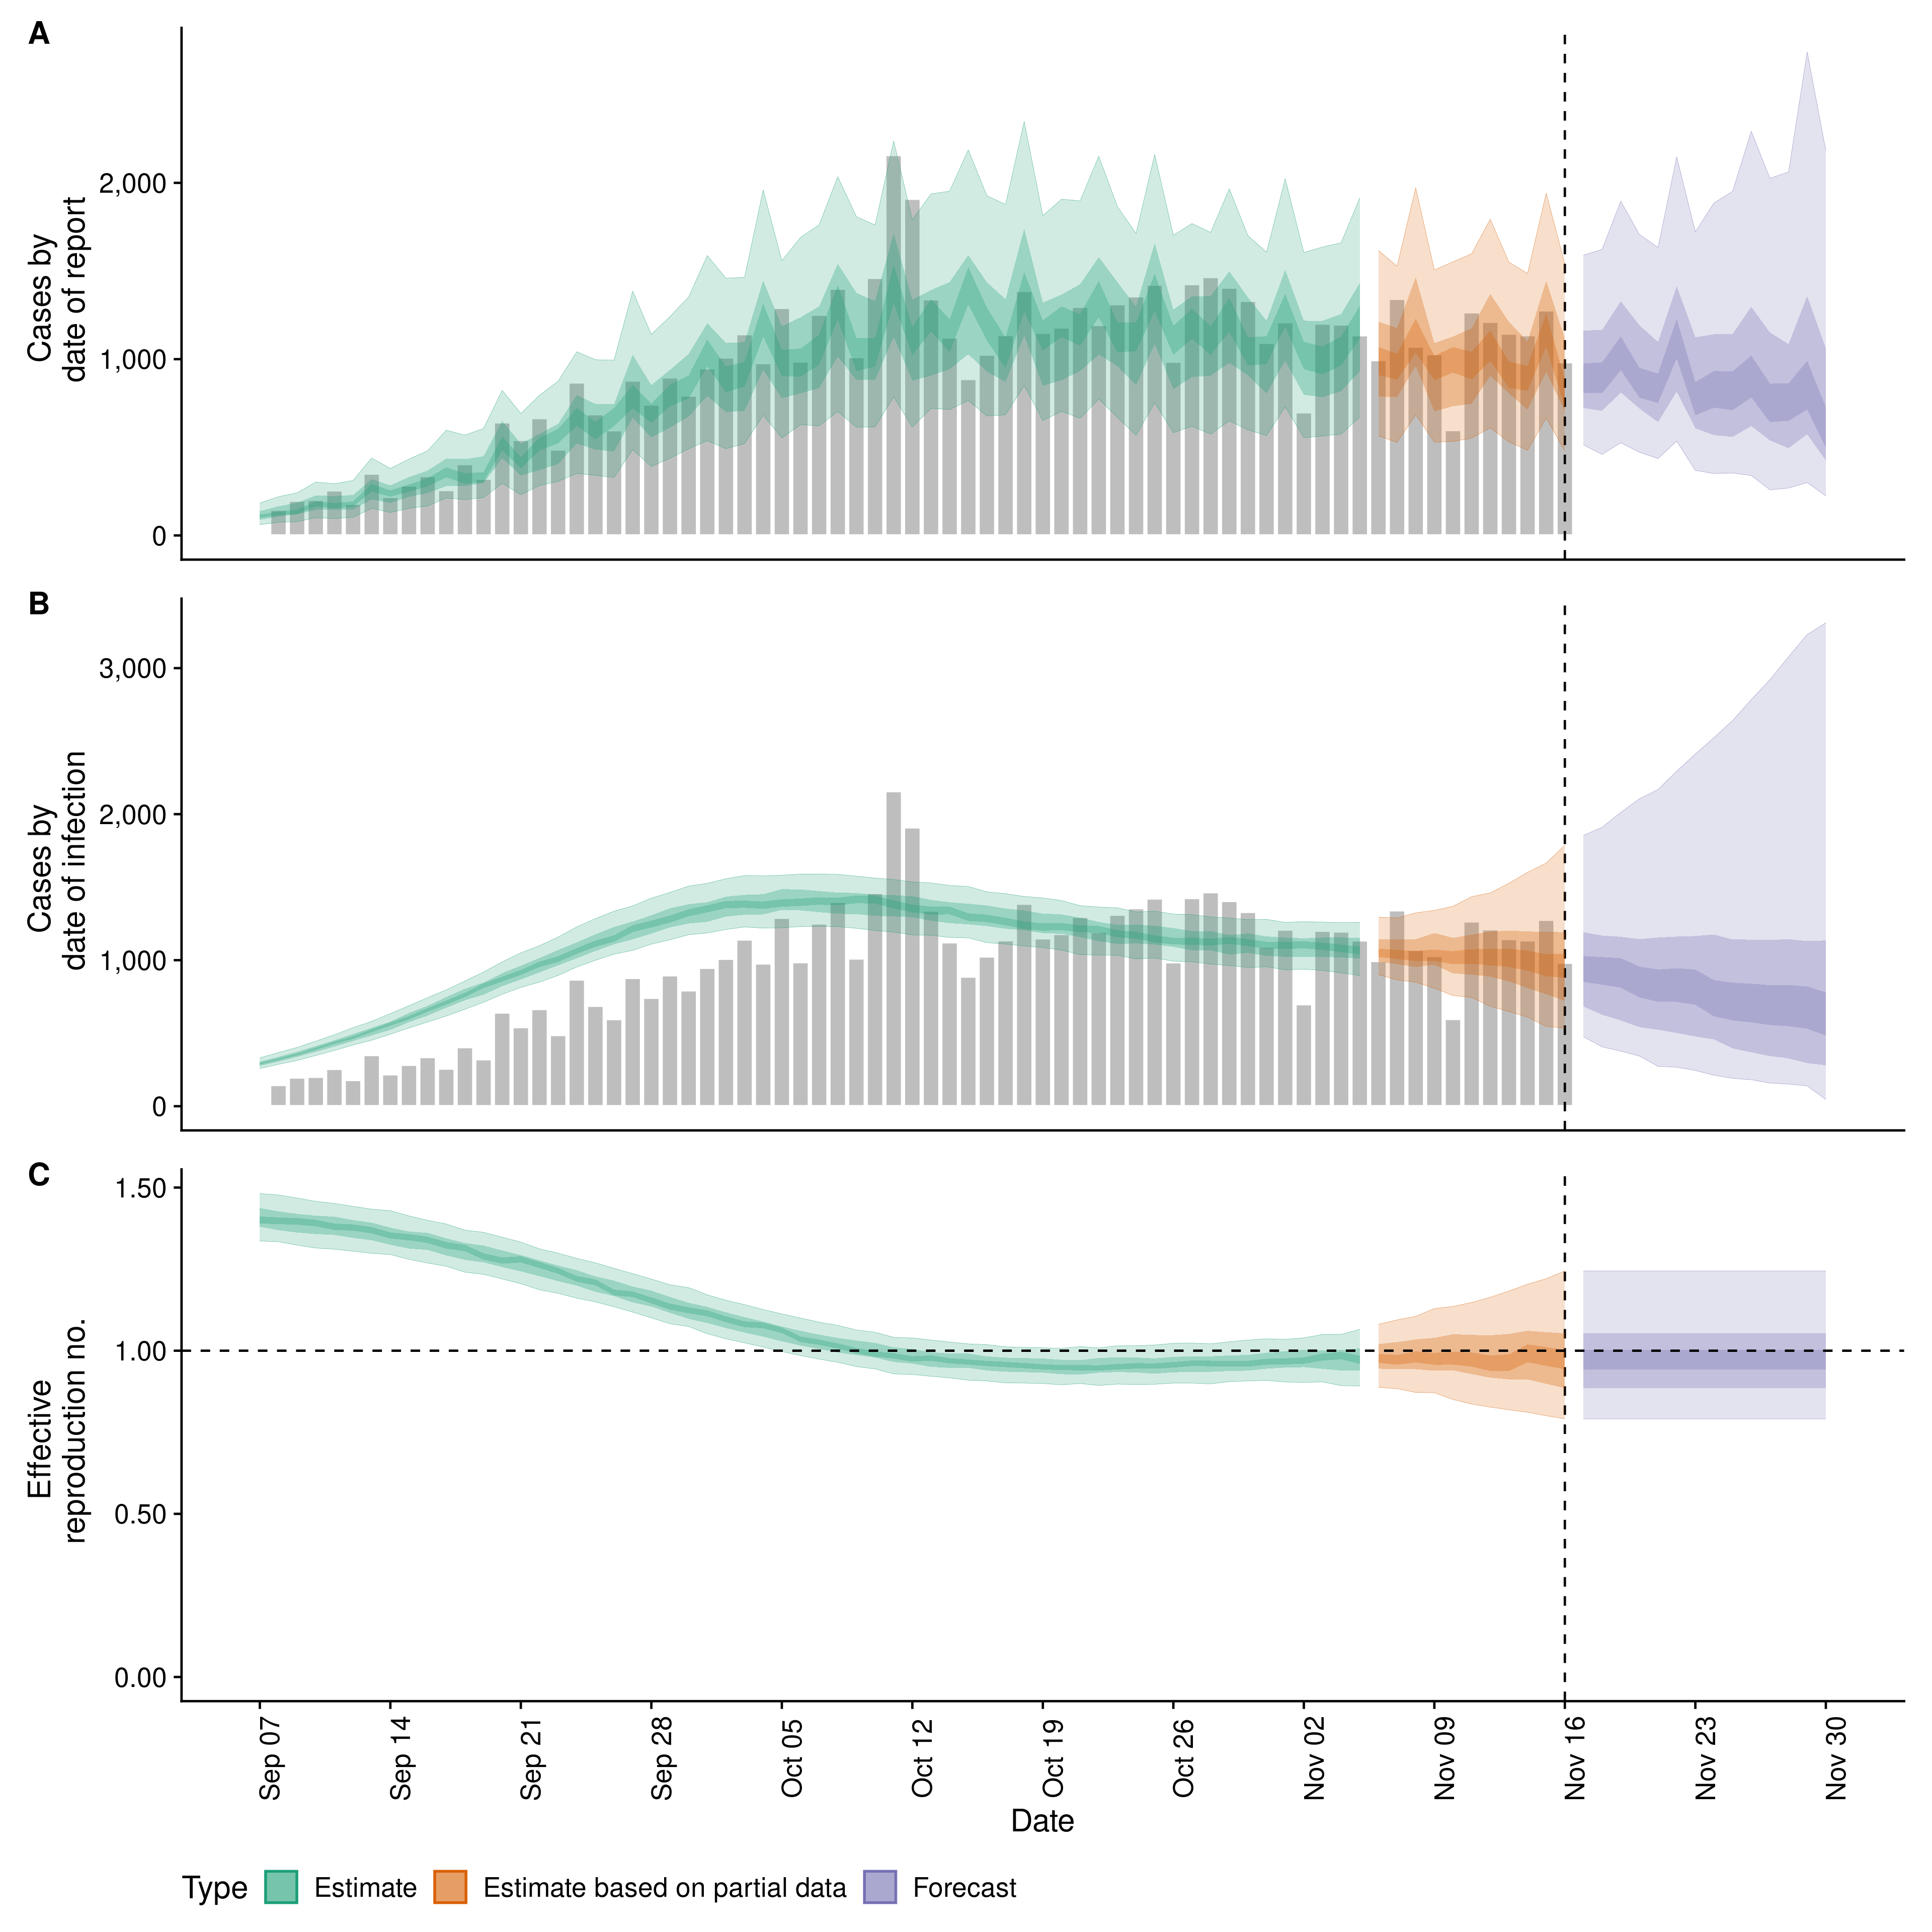 A
Cases by
date of report
2,000
1,000
0
B
Cases by
date of infection
3,000
2,000
1,000
0
C
Effective
reproduction no.
1.50
1.00
0.50
0.00
Sep 07
Sep 14
Sep 21
Sep 28
Oct 05
Oct 12
Oct 19
Oct 26
Nov 02
Nov 09
Nov 16
Nov 23
Nov 30
Date
Type Estimate Estimate based on partial data Forecast